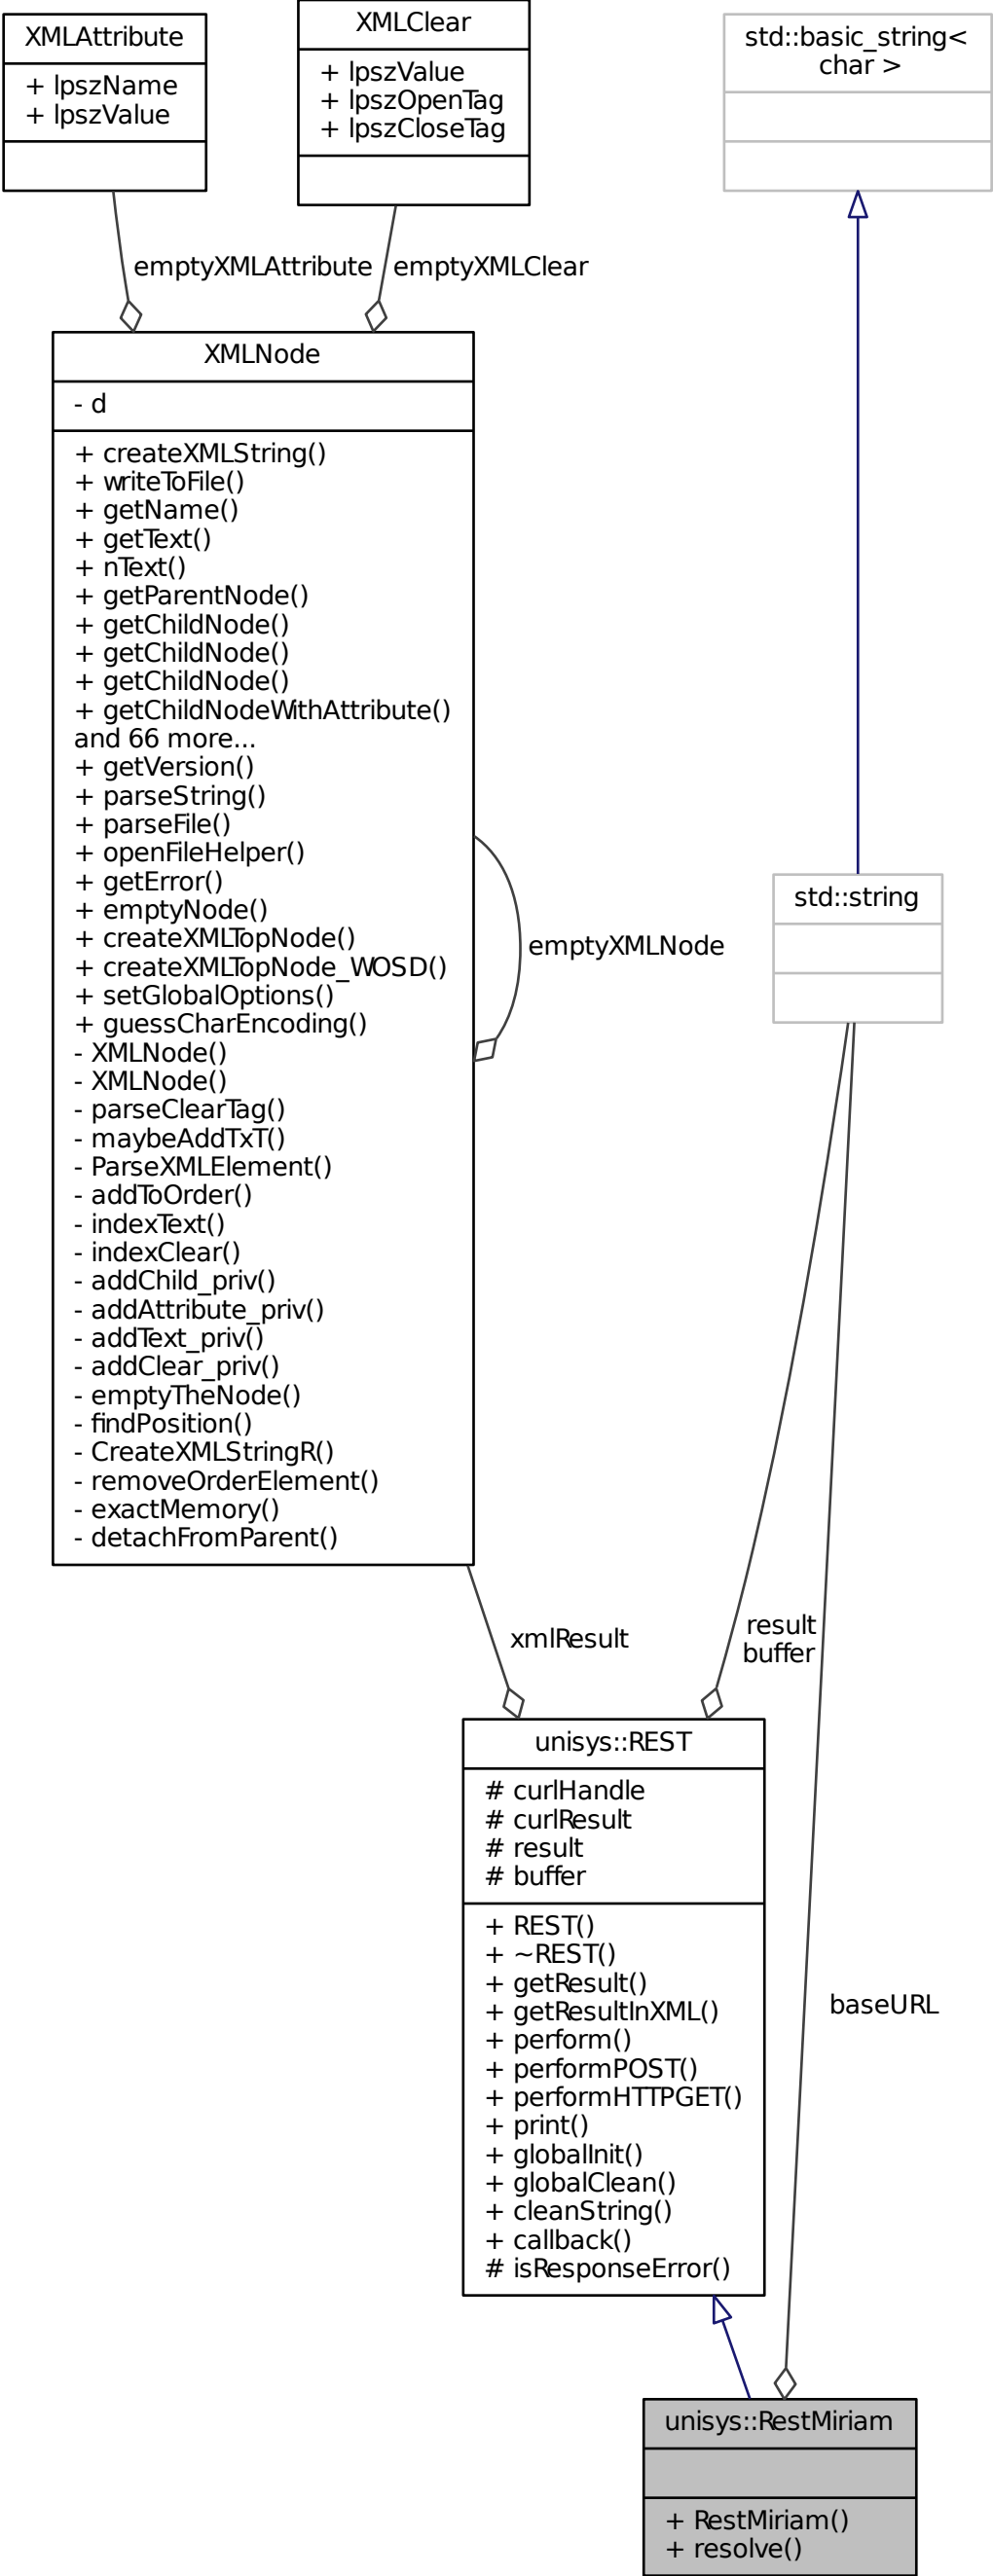 XMLAttribute
+ lpszName
+ lpszValue
XMLClear
+ lpszValue
+ lpszOpenTag
+ lpszCloseTag
std::basic_string<
char >
emptyXMLAttribute
emptyXMLClear
XMLNode
- d
+ createXMLString()
+ writeToFile()
+ getName()
+ getText()
+ nText()
+ getParentNode()
+ getChildNode()
+ getChildNode()
+ getChildNode()
+ getChildNodeWithAttribute()
and 66 more...
+ getVersion()
+ parseString()
+ parseFile()
+ openFileHelper()
+ getError()
+ emptyNode()
+ createXMLTopNode()
+ createXMLTopNode_WOSD()
+ setGlobalOptions()
+ guessCharEncoding()
- XMLNode()
- XMLNode()
- parseClearTag()
- maybeAddTxT()
- ParseXMLElement()
- addToOrder()
- indexText()
- indexClear()
- addChild_priv()
- addAttribute_priv()
- addText_priv()
- addClear_priv()
- emptyTheNode()
- findPosition()
- CreateXMLStringR()
- removeOrderElement()
- exactMemory()
- detachFromParent()
emptyXMLNode
std::string
xmlResult
result
buffer
unisys::REST
# curlHandle
# curlResult
# result
# buffer
+ REST()
+ ~REST()
+ getResult()
+ getResultInXML()
+ perform()
+ performPOST()
+ performHTTPGET()
+ print()
+ globalInit()
+ globalClean()
+ cleanString()
+ callback()
# isResponseError()
baseURL
unisys::RestMiriam
+ RestMiriam()
+ resolve()